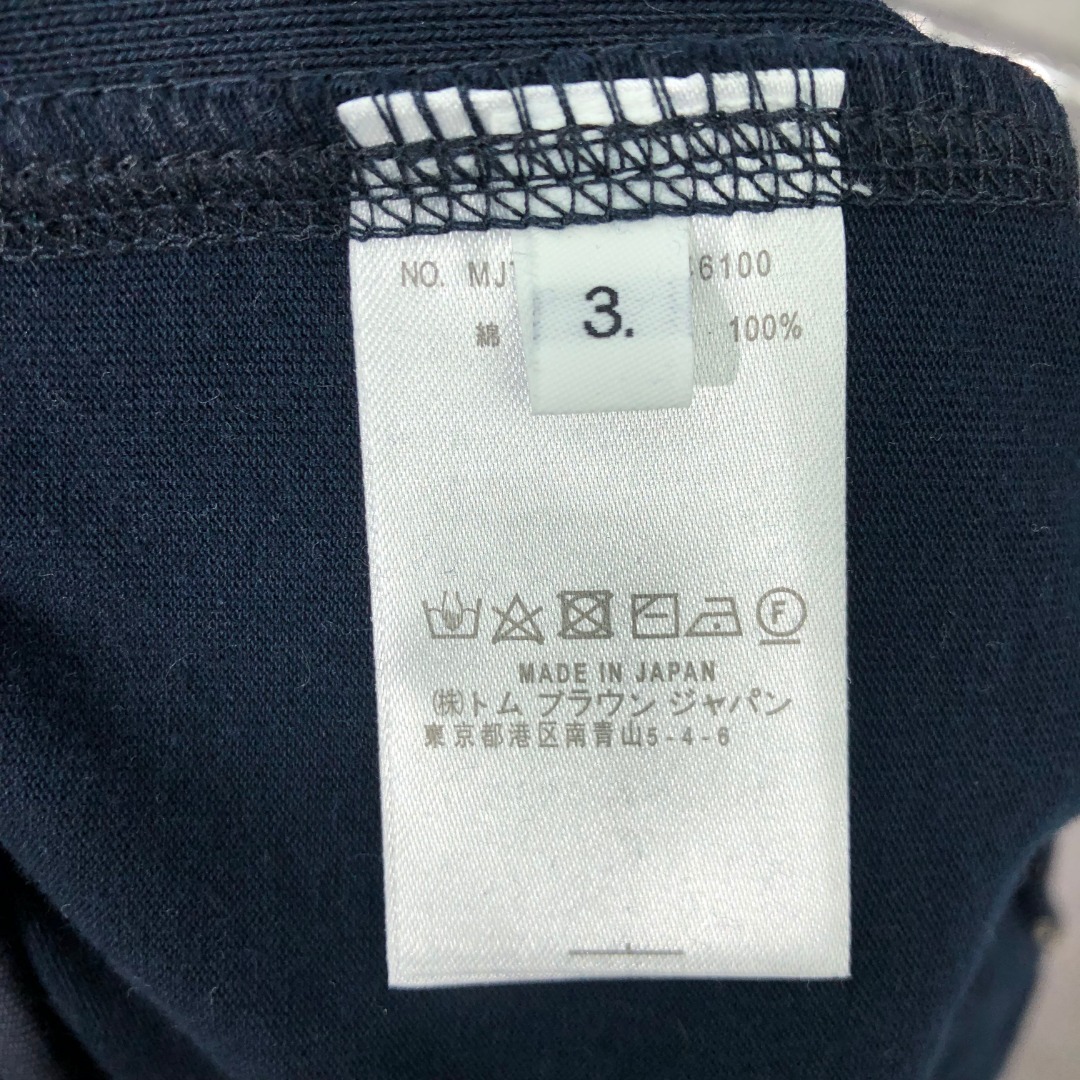 NO. MJ 6100
3.
綿 100%
F
MADE IN JAPAN
(株)トム ブラウン ジャパン
東京都港区南青山5-4-6